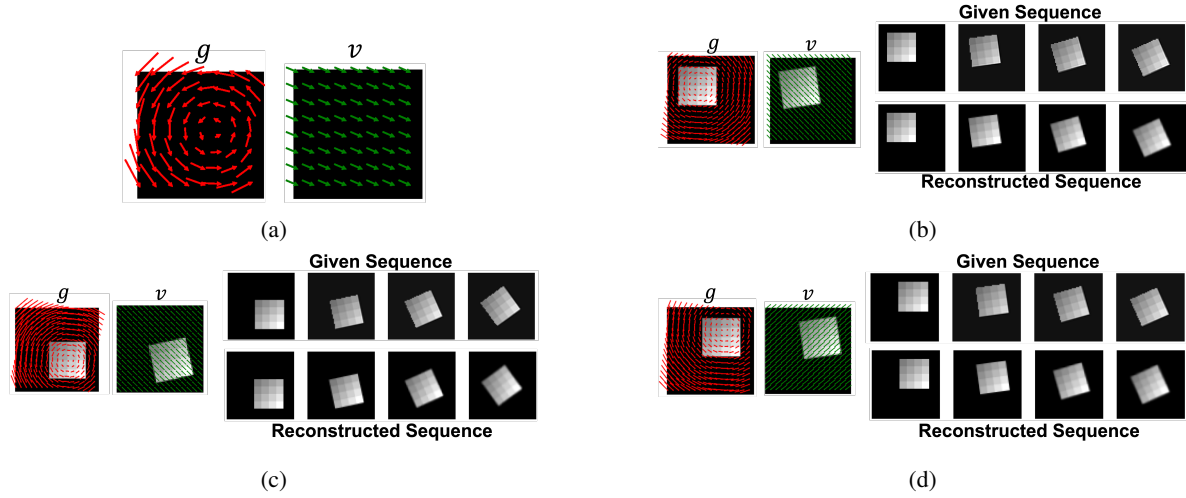 g v
(a)
Given Sequence
g v
Reconstructed Sequence
(b)
Given Sequence
g v
Reconstructed Sequence
(c)
Given Sequence
g v
Reconstructed Sequence
(d)